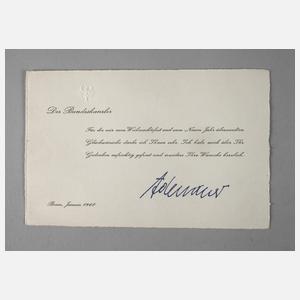 Der Bundeskanzler
Für die mir zum Weihnachtsfest und zum Neuen Jahr übersandten
Glückwünsche danke ich Ihnen sehr. Ich habe mich über Ihr
Gedenken aufrichtig gefreut und erwidere Ihre Wünsche herzlich.
Adenauer
Bonn, Januar 1960